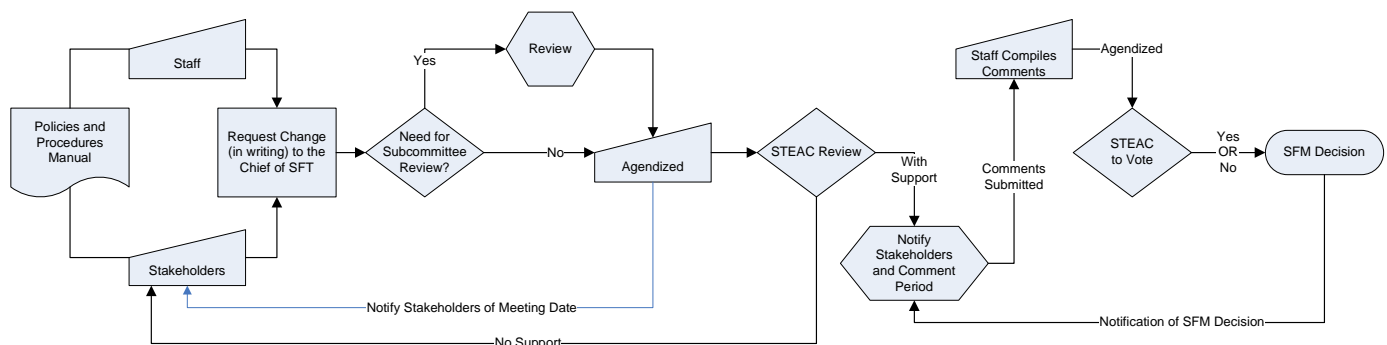 Policies and
Procedures
Manual
Staff
Stakeholders
Request Change
(in writing) to the
Chief of SFT
Need for
Subcommittee
Review?
Yes
No
Review
Agendized
Notify Stakeholders of Meeting Date
STEAC Review
No Support
With
Support
Notify
Stakeholders
and Comment
Period
Comments
Submitted
Staff Compiles
Comments
Agendized
STEAC
to Vote
Yes
OR
No
SFM Decision
Notification of SFM Decision